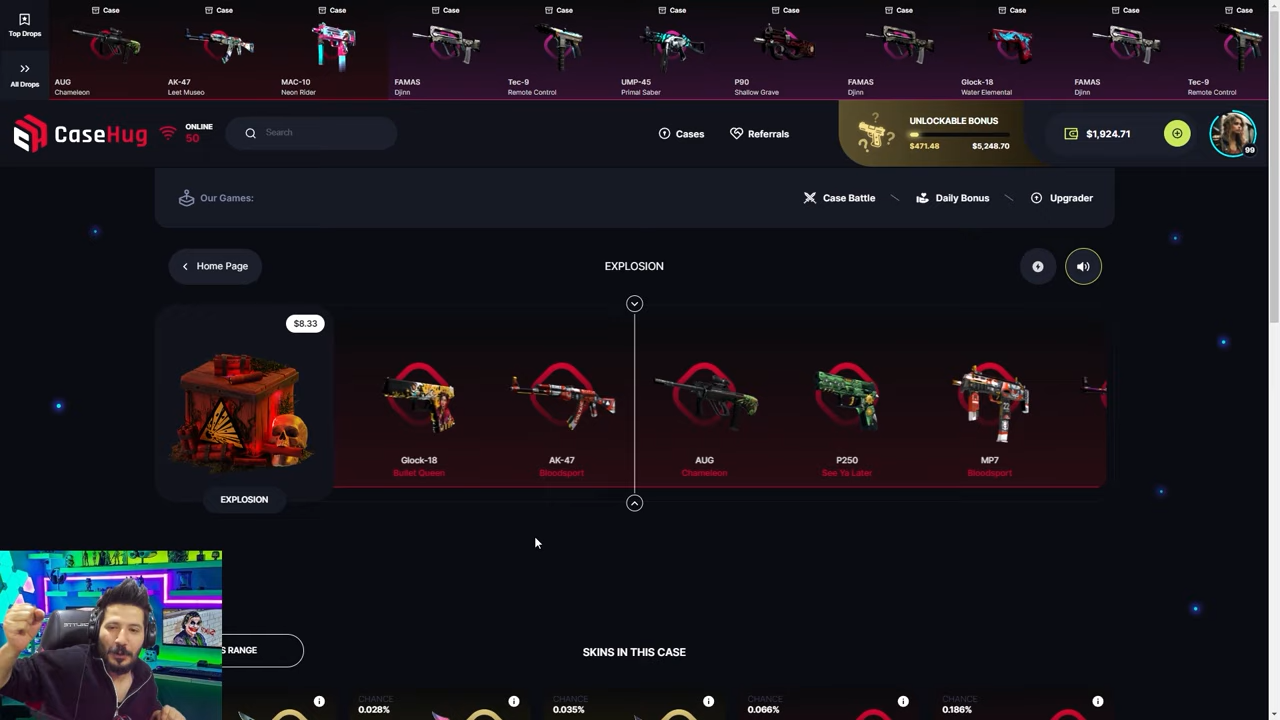 Top Drops
All Drops
Case
AUG
Chameleon
Case
AK-47
Leet Museo
Case
MAC-10
Neon Rider
Case
FAMAS
Djinn
Case
Tec-9
Remote Control
Case
UMP-45
Primal Saber
Case
P90
Shallow Grave
Case
FAMAS
Djinn
Case
Glock-18
Water Elemental
Case
FAMAS
Djinn
Case
Tec-9
Remote Control
CaseHug
ONLINE
50
Search
Cases
Referrals
UNLOCKABLE BONUS
$471.48
$5,248.70
$1,924.71
99
Our Games:
Case Battle
Daily Bonus
Upgrader
Home Page
EXPLOSION
$8.33
EXPLOSION
Glock-18
Bullet Queen
AK-47
Bloodsport
AUG
Chameleon
P250
See Ya Later
MP7
Bloodsport
S RANGE
SKINS IN THIS CASE
CHANCE
0.028%
CHANCE
0.035%
CHANCE
0.066%
CHANCE
0.186%